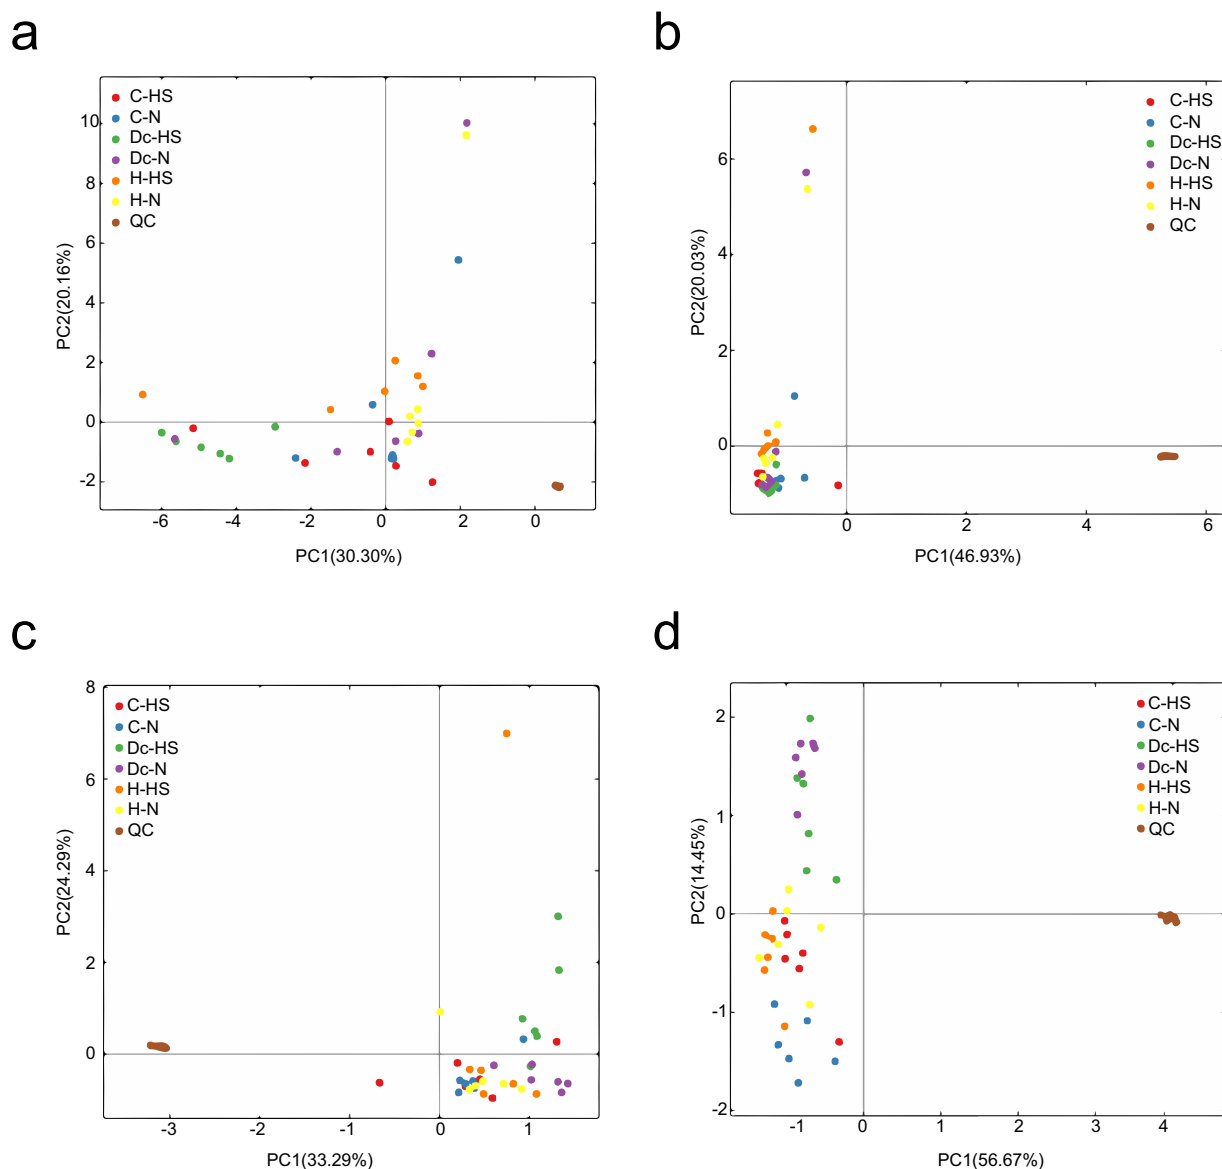 a
C-HS
C-N
Dc-HS
Dc-N
H-HS
H-N
QC
10
8
6
4
2
0
-2
PC2(20.16%)
-6 -4 -2 0 2 0
PC1(30.30%)
b
C-HS
C-N
Dc-HS
Dc-N
H-HS
H-N
QC
6
4
2
0
PC2(20.03%)
0 2 4 6
PC1(46.93%)
c
C-HS
C-N
Dc-HS
Dc-N
H-HS
H-N
QC
8
6
4
2
0
PC2(24.29%)
-3 -2 -1 0 1
PC1(33.29%)
d
C-HS
C-N
Dc-HS
Dc-N
H-HS
H-N
QC
2
1
0
-1
-2
PC2(14.45%)
-1 0 1 2 3 4
PC1(56.67%)